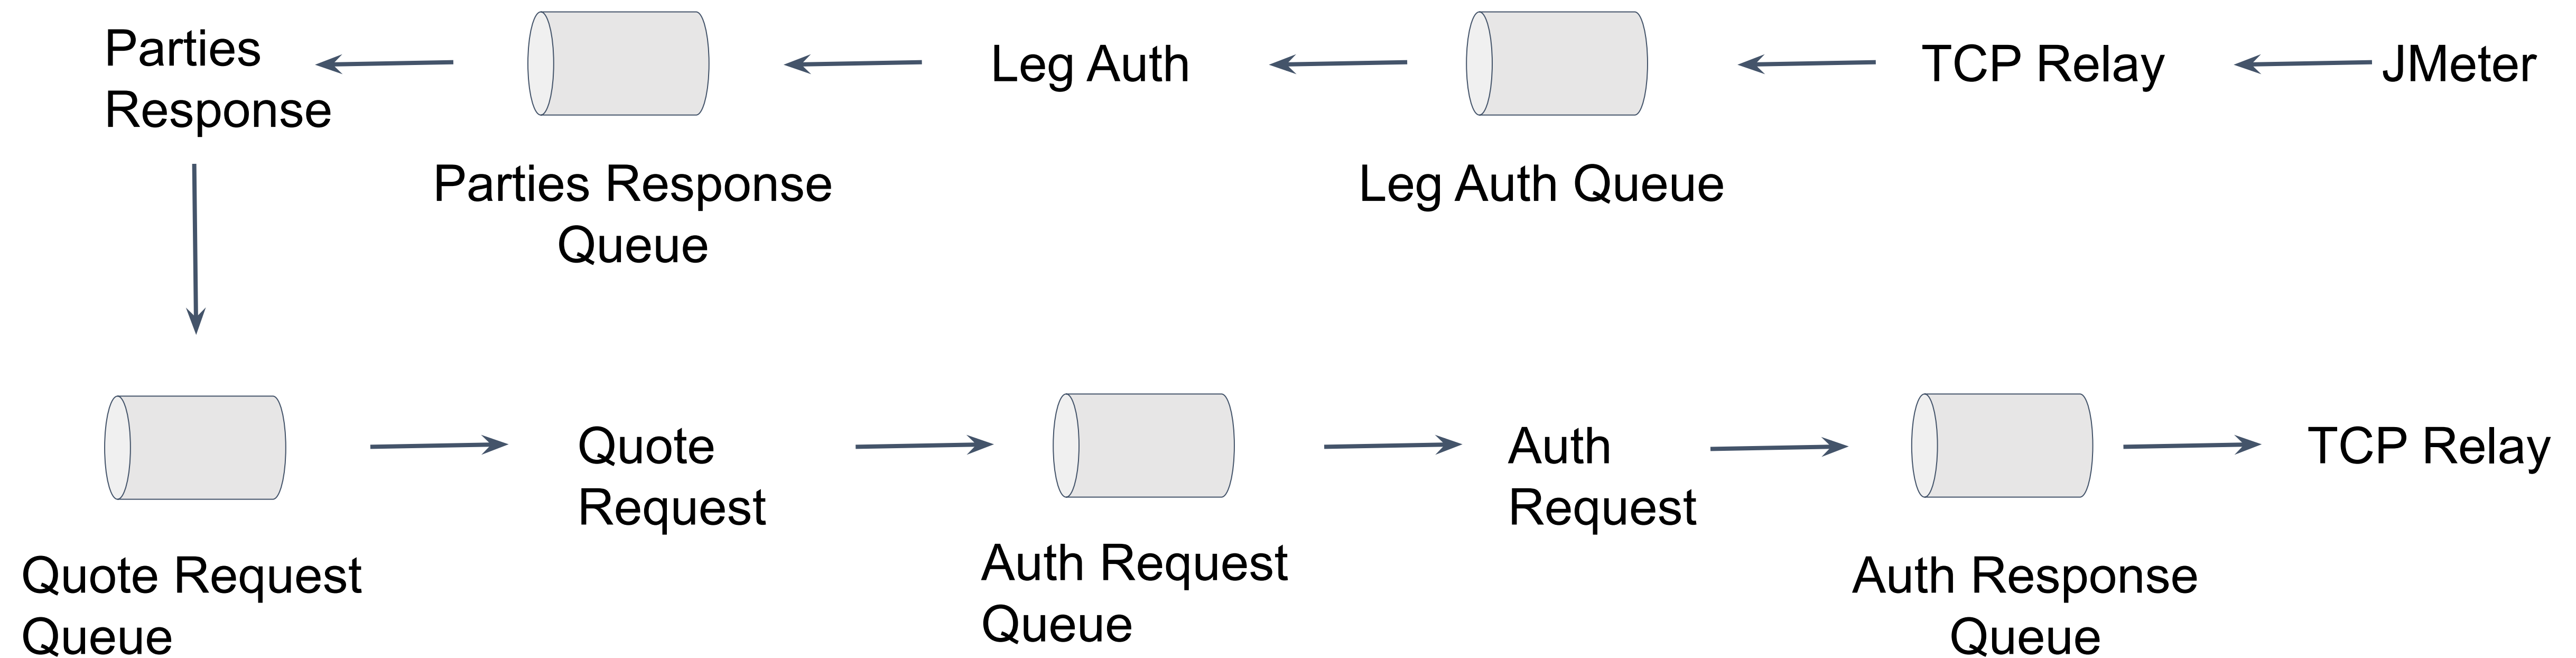 Parties
Response
Leg Auth
TCP Relay
JMeter
Parties Response
Queue
Leg Auth Queue
Quote
Request
Auth
Request
TCP Relay
Quote Request
Queue
Auth Request
Queue
Auth Response
Queue